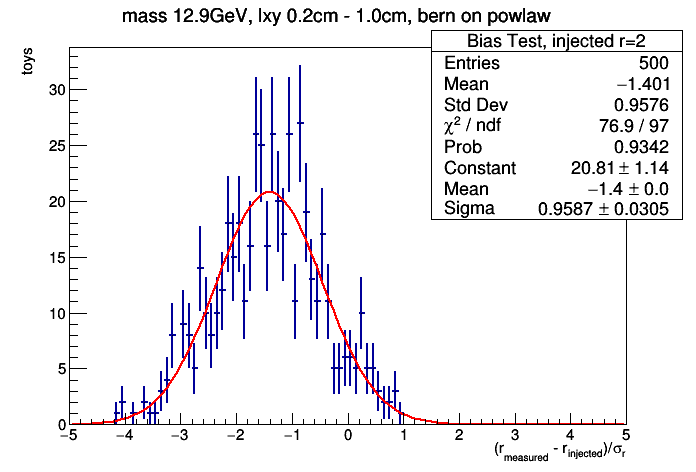 mass 12.9GeV, lxy 0.2cm - 1.0cm, bern on powlaw
Bias Test, injected r=2
Entries 500
Mean −1.401
Std Dev 0.9576
χ² / ndf 76.9 / 97
Prob 0.9342
Constant 20.81 ± 1.14
Mean −1.4 ± 0.0
Sigma 0.9587 ± 0.0305
toys
30
25
20
15
10
5
0
−5 −4 −3 −2 −1 0 1 2 3 4 5
(r_measured - r_injected)/σ_r